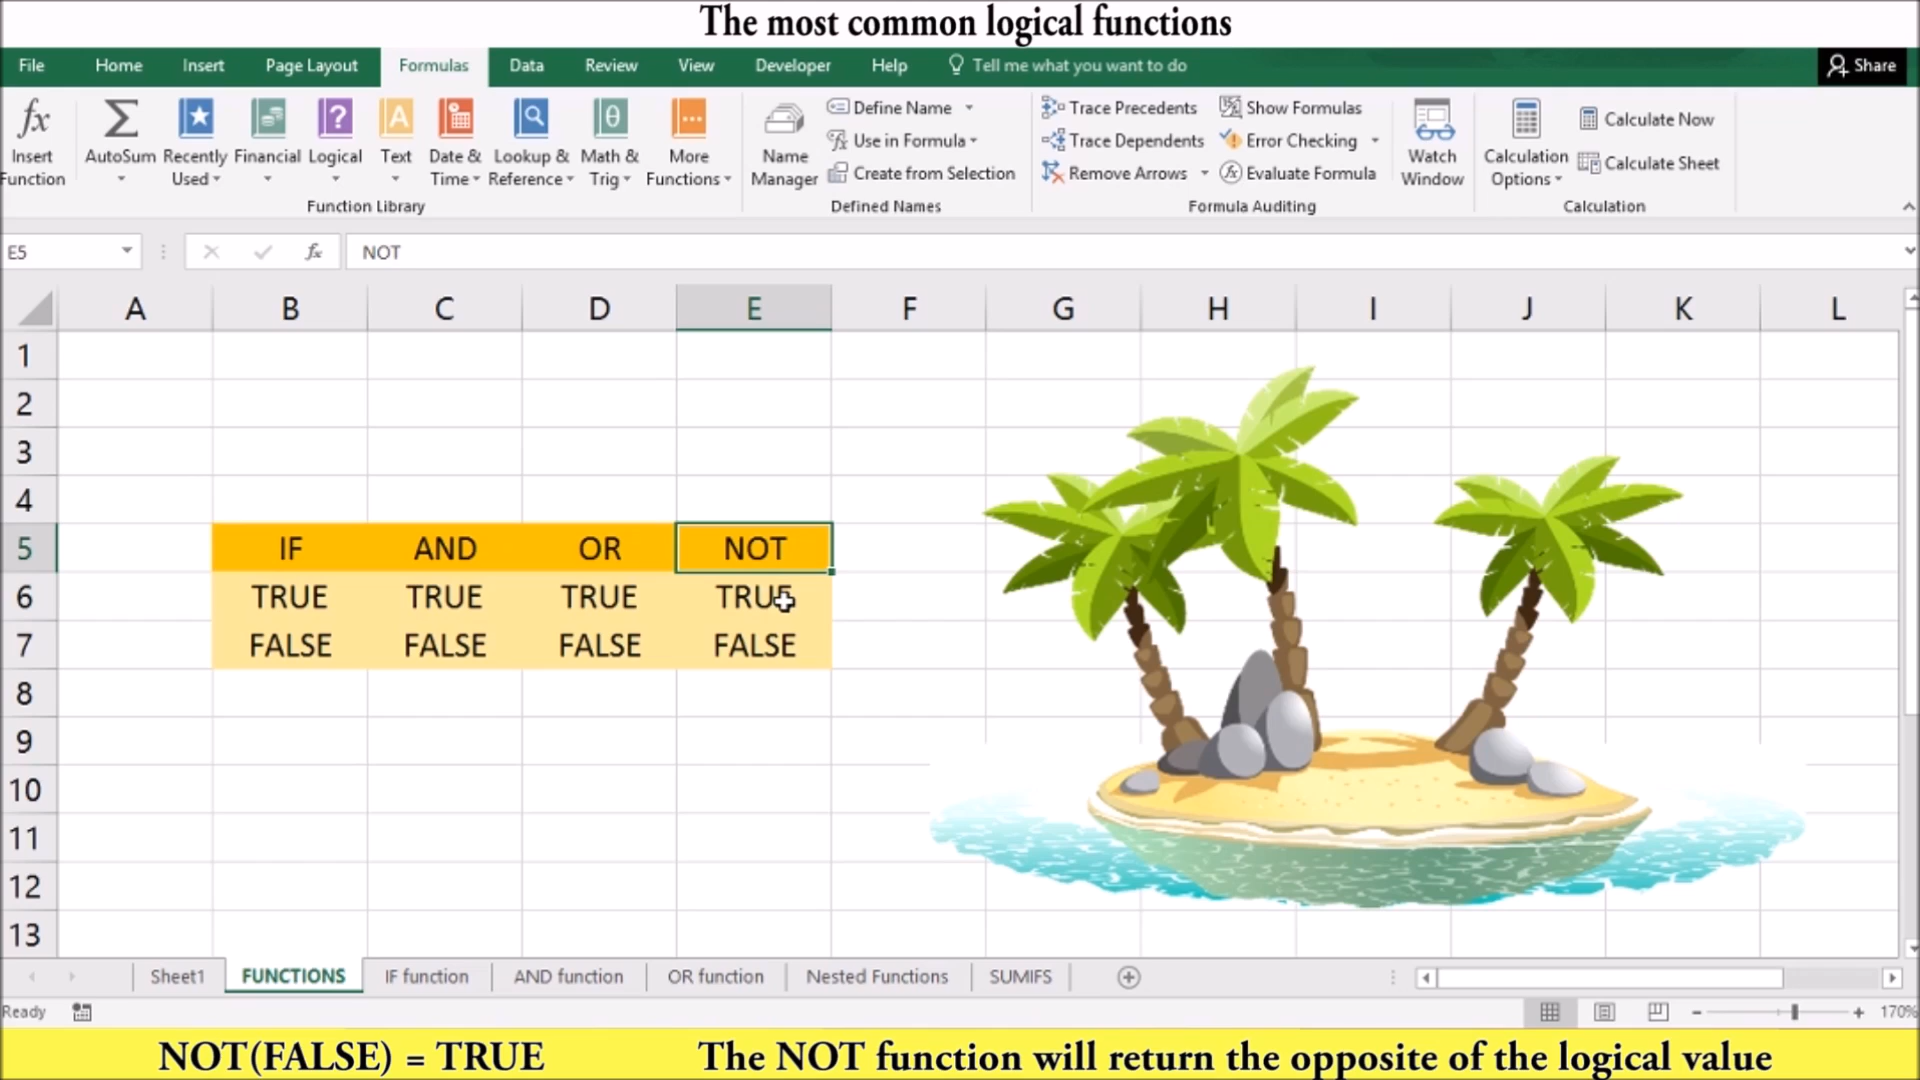 The most common logical functions
File Home Insert Page Layout Formulas Data Review View Developer Help Tell me what you want to do Share
fx Insert Function
Σ AutoSum
Recently Used
Financial
? Logical
A Text
Date & Time
Lookup & Reference
θ Math & Trig
More Functions
Function Library
Name Manager
Define Name
Use in Formula
Create from Selection
Defined Names
Trace Precedents
Trace Dependents
Remove Arrows
Show Formulas
Error Checking
Evaluate Formula
Formula Auditing
Watch Window
Calculation Options
Calculate Now
Calculate Sheet
Calculation
E5 fx NOT
A B C D E F G H I J K L
1
2
3
4
5 IF AND OR NOT
6 TRUE TRUE TRUE TRUE
7 FALSE FALSE FALSE FALSE
8
9
10
11
12
13
Sheet1 FUNCTIONS IF function AND function OR function Nested Functions SUMIFS
Ready 170%
NOT(FALSE) = TRUE The NOT function will return the opposite of the logical value